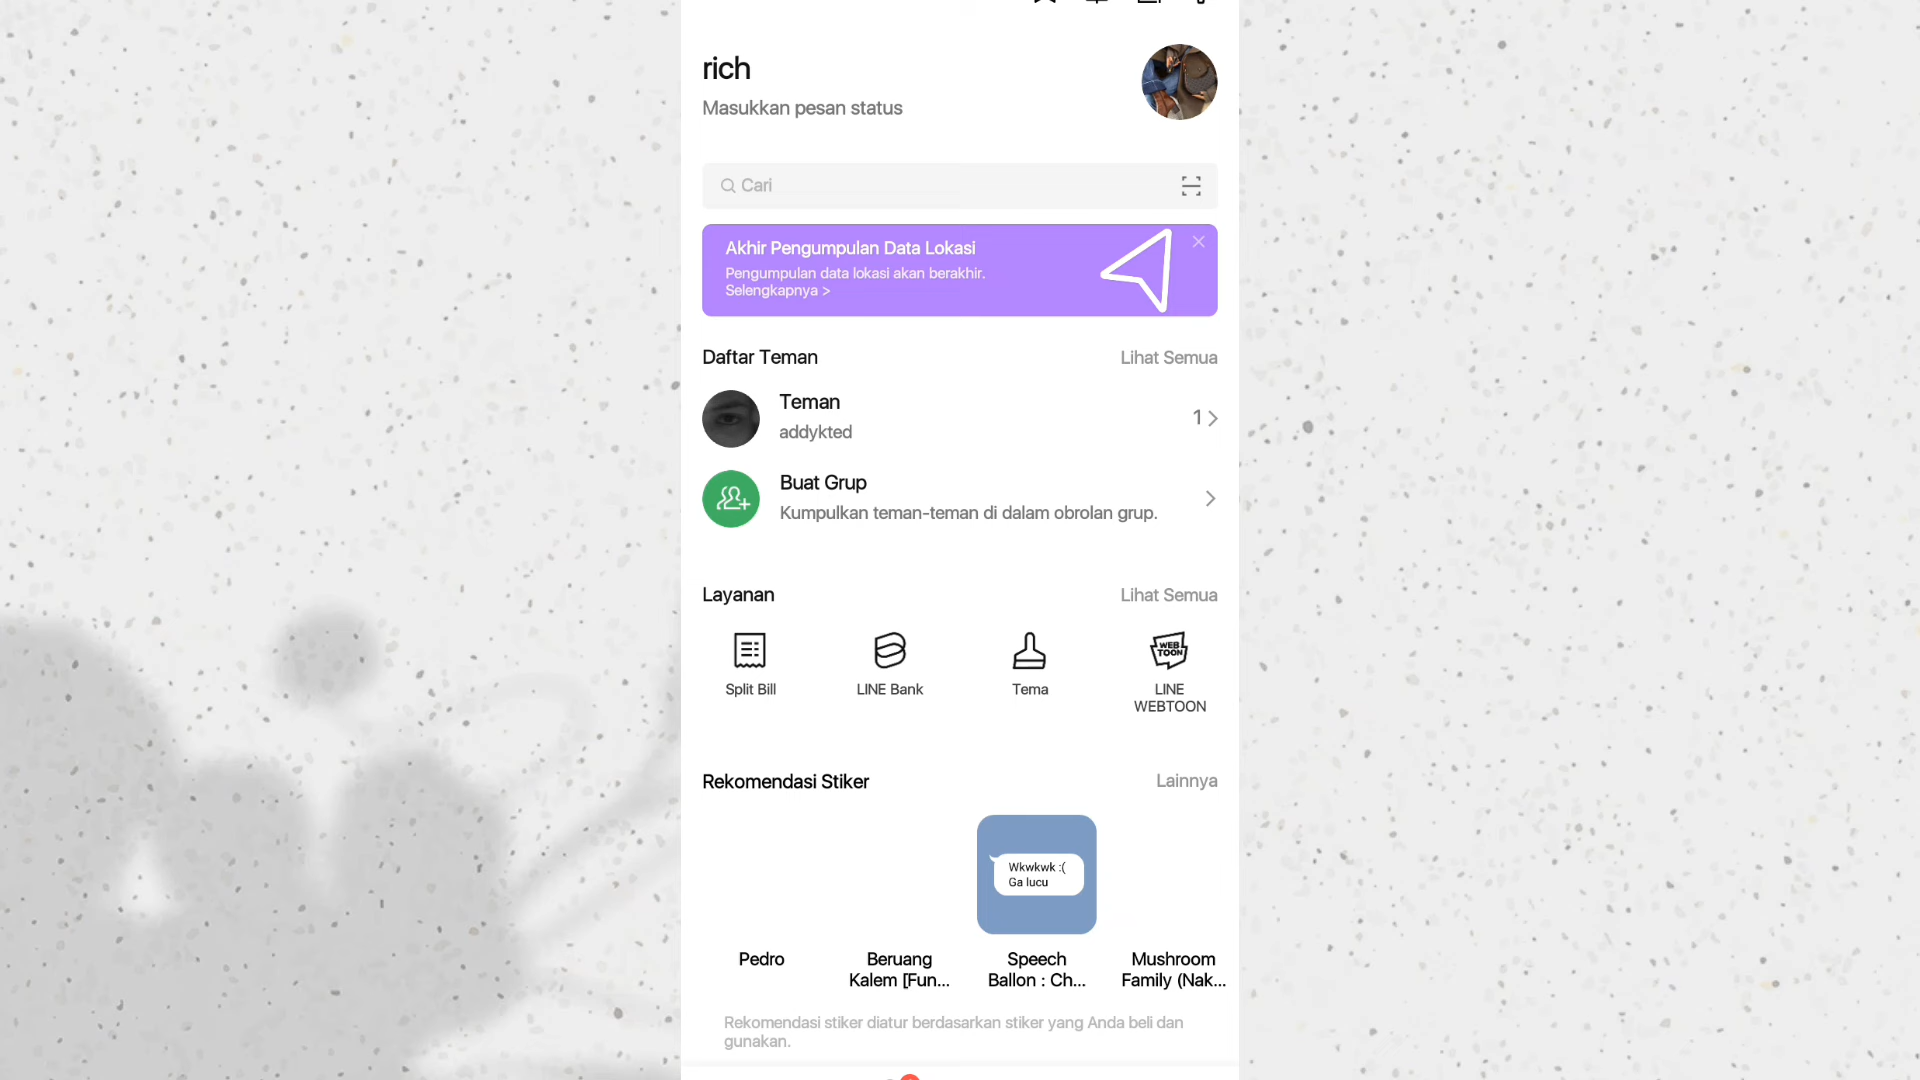 rich
Masukkan pesan status
Cari
Akhir Pengumpulan Data Lokasi
Pengumpulan data lokasi akan berakhir.
Selengkapnya >
Daftar Teman
Lihat Semua
Teman
addykted
1
Buat Grup
Kumpulkan teman-teman di dalam obrolan grup.
Layanan
Lihat Semua
Split Bill
LINE Bank
Tema
WEB
TOON
LINE
WEBTOON
Rekomendasi Stiker
Lainnya
Wkwkwk :(
Ga lucu
Pedro
Beruang
Kalem [Fun...
Speech
Ballon : Ch...
Mushroom
Family (Nak...
Rekomendasi stiker diatur berdasarkan stiker yang Anda beli dan
gunakan.